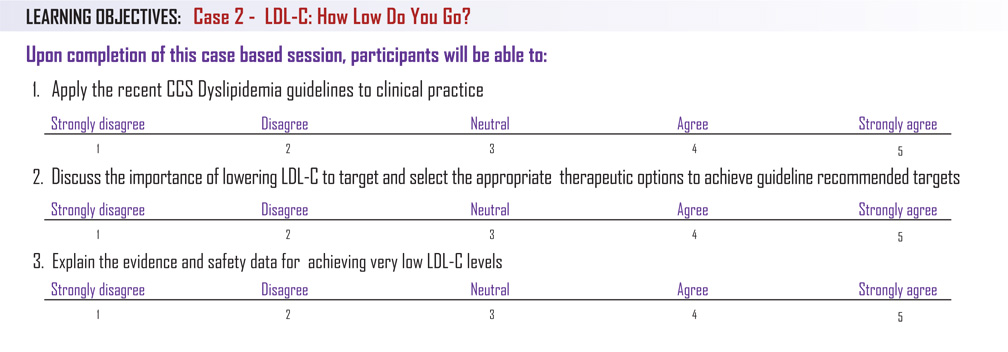 LEARNING OBJECTIVES: Case 2 - LDL-C: How Low Do You Go?
Upon completion of this case based session, participants will be able to:
1. Apply the recent CCS Dyslipidemia guidelines to clinical practice
Strongly disagree Disagree Neutral Agree Strongly agree
1 2 3 4 5
2. Discuss the importance of lowering LDL-C to target and select the appropriate therapeutic options to achieve guideline recommended targets
Strongly disagree Disagree Neutral Agree Strongly agree
1 2 3 4 5
3. Explain the evidence and safety data for achieving very low LDL-C levels
Strongly disagree Disagree Neutral Agree Strongly agree
1 2 3 4 5